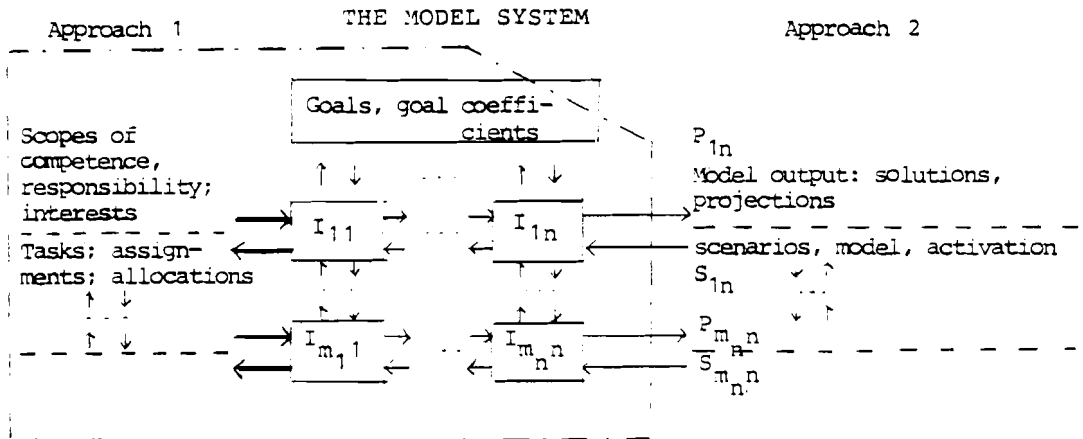 THE MODEL SYSTEM
Approach 1
Approach 2
Goals, goal coeffi-
cients
Scopes of
competence,
responsibility;
interests
P1n
Model output: solutions,
projections
I11
I1n
Tasks; assign-
ments; allocations
scenarios, model, activation
S1n
Im11
Imnn
Pmnn
Smnn